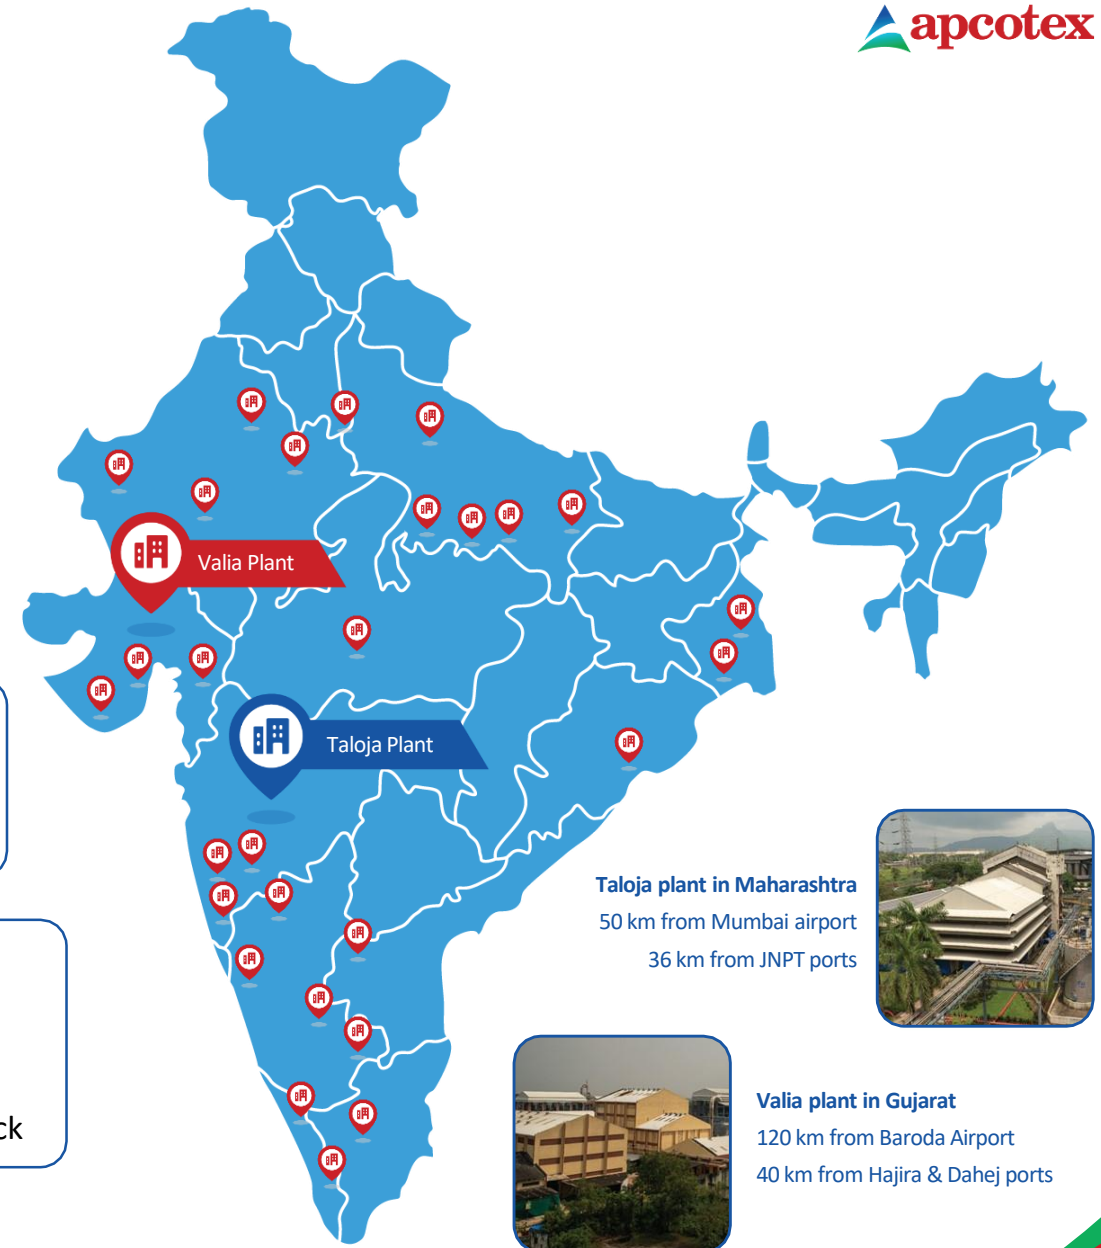 apcotex
Valia Plant
Taloja Plant
Taloja plant in Maharashtra
50 km from Mumbai airport
36 km from JNPT ports
Valia plant in Gujarat
120 km from Baroda Airport
40 km from Hajira & Dahej ports